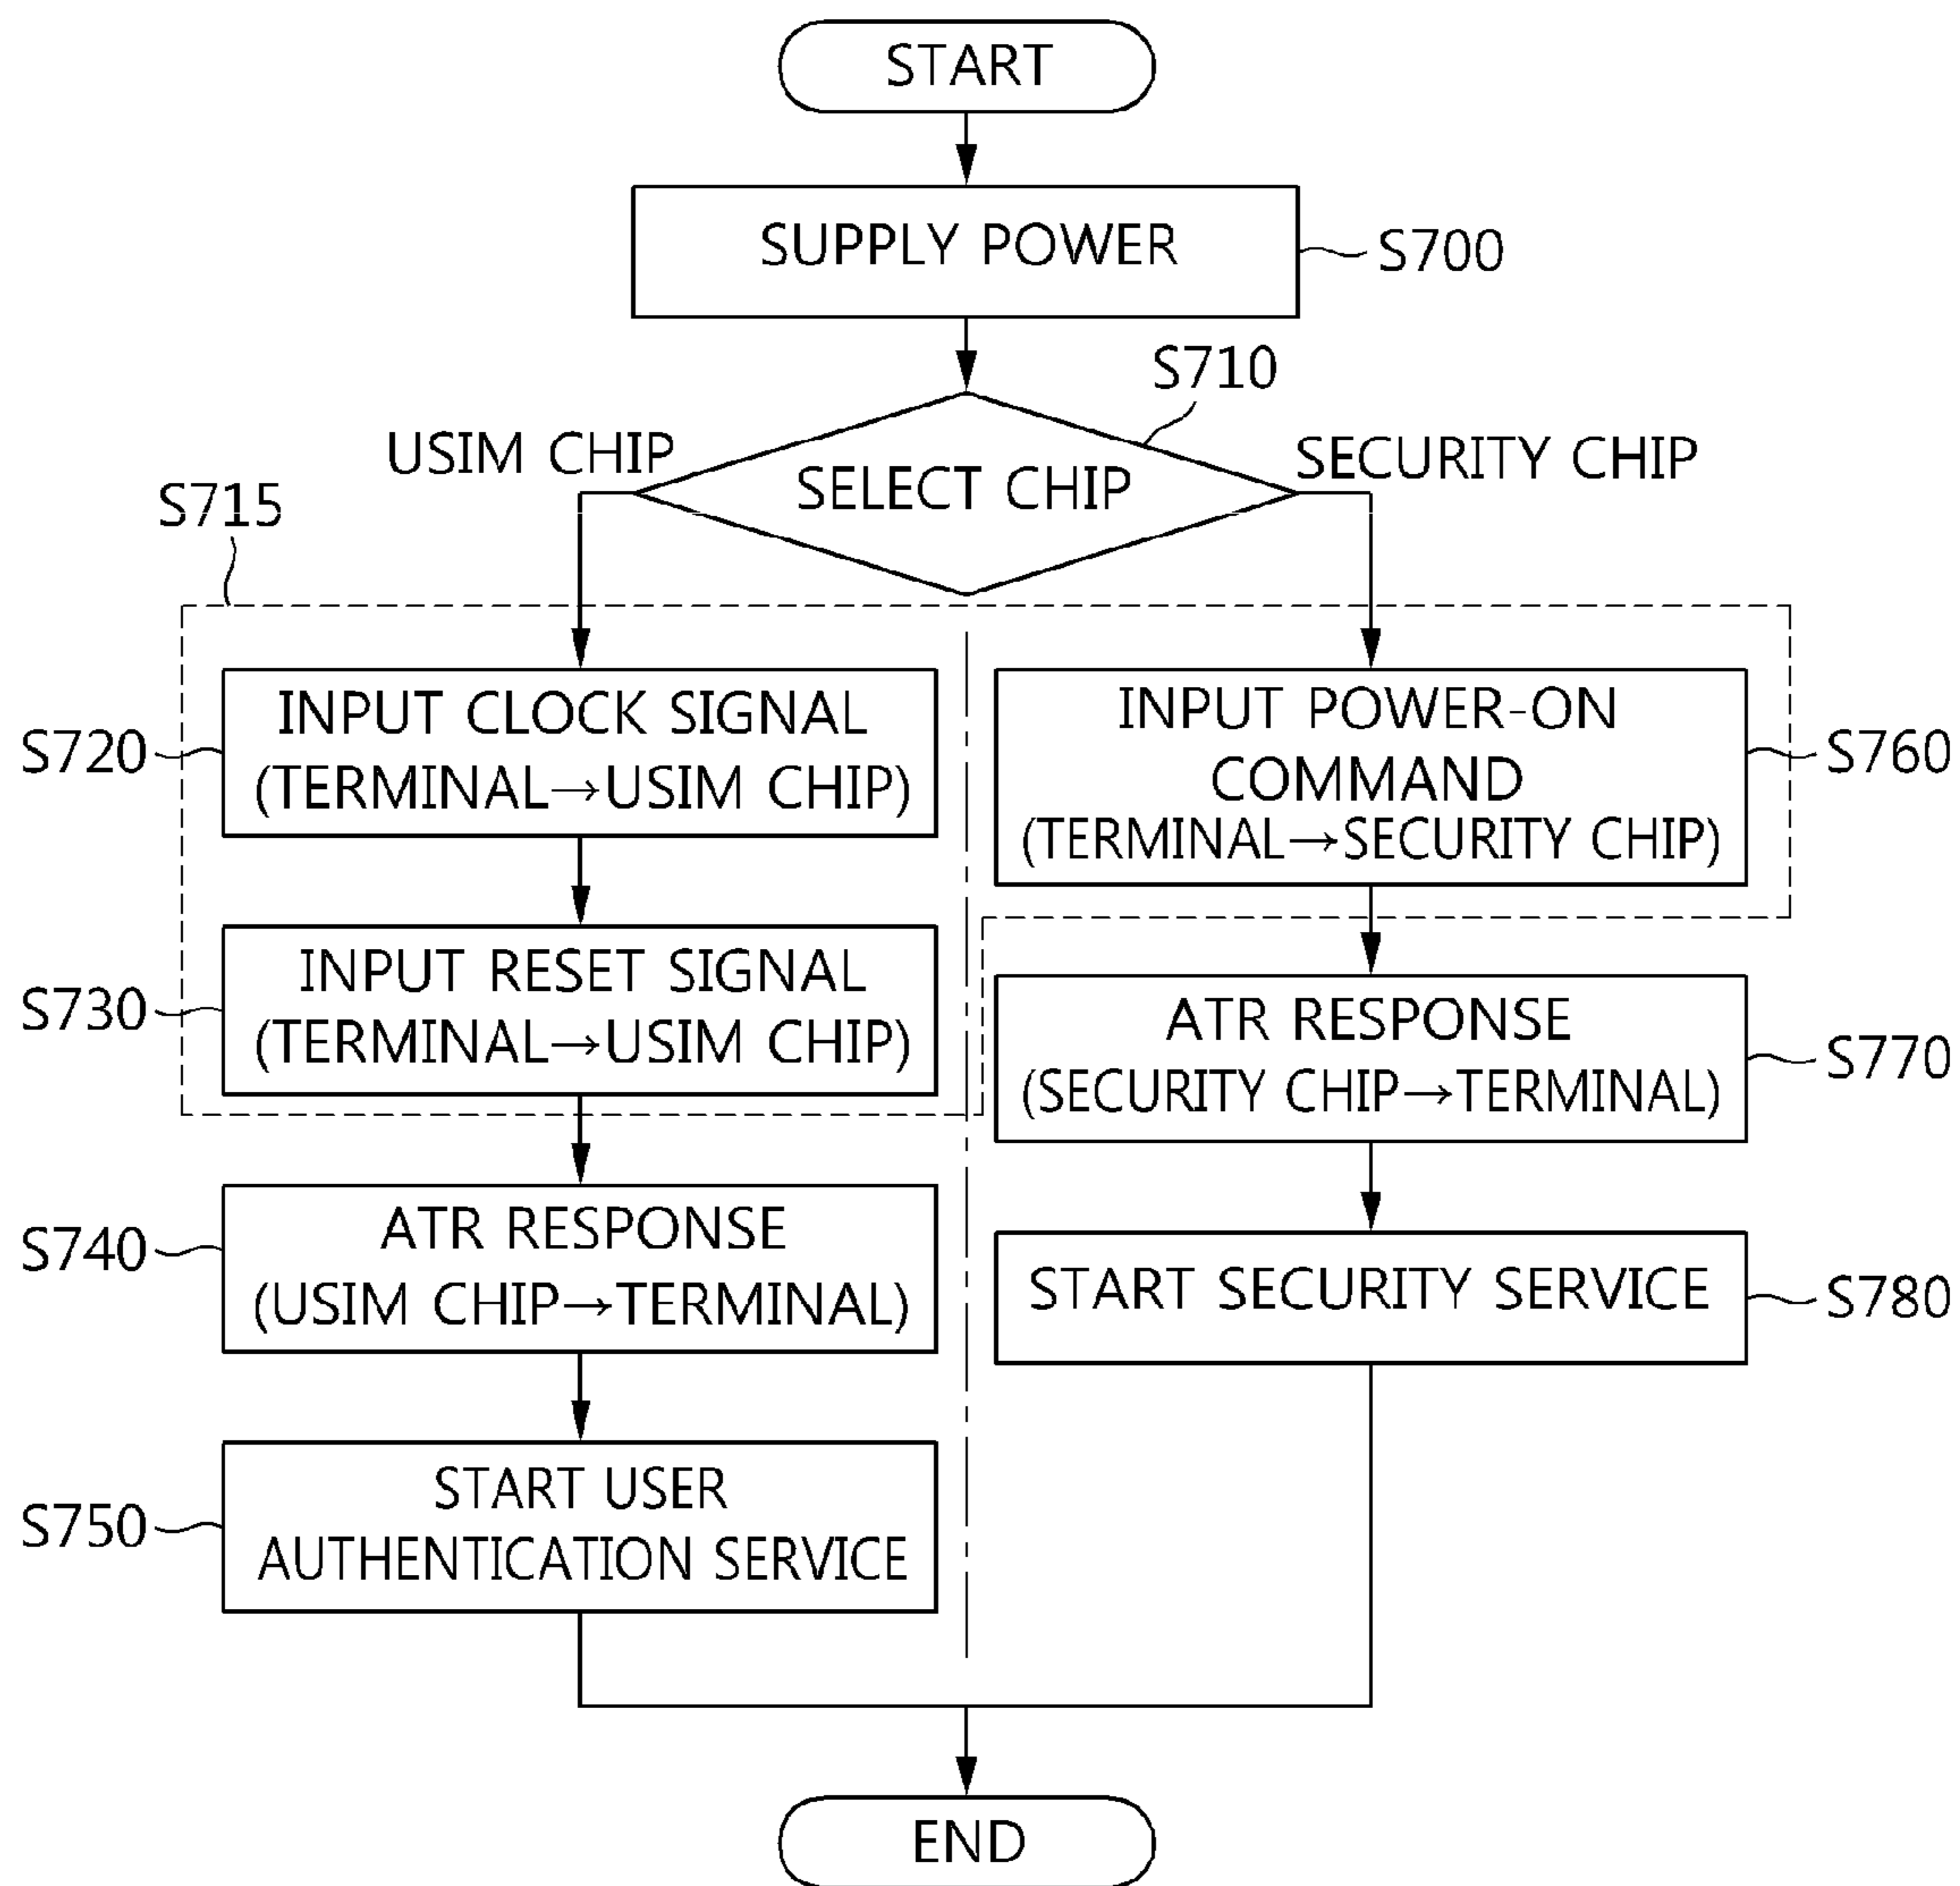 START
SUPPLY POWER
S700
S710
USIM CHIP
SELECT CHIP
SECURITY CHIP
S715
S720
INPUT CLOCK SIGNAL
(TERMINAL→USIM CHIP)
INPUT POWER-ON
COMMAND
(TERMINAL→SECURITY CHIP)
S760
S730
INPUT RESET SIGNAL
(TERMINAL→USIM CHIP)
ATR RESPONSE
(SECURITY CHIP→TERMINAL)
S770
S740
ATR RESPONSE
(USIM CHIP→TERMINAL)
START SECURITY SERVICE
S780
S750
START USER
AUTHENTICATION SERVICE
END